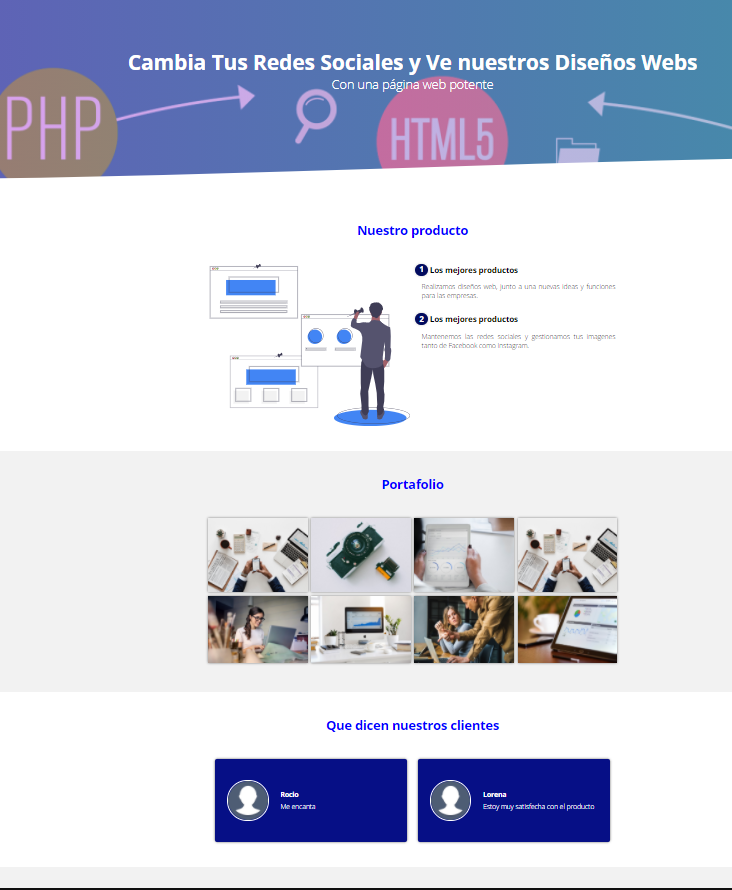 Cambia Tus Redes Sociales y Ve nuestros Diseños Webs
Con una página web potente
PHP
HTML5
Nuestro producto
1 Los mejores productos
Realizamos diseños web, junto a una nuevas ideas y funciones
para las empresas.
2 Los mejores productos
Mantenemos las redes sociales y gestionamos tus imagenes
tanto de Facebook como Instagram.
Portafolio
Que dicen nuestros clientes
Rocio
Me encanta
Lorena
Estoy muy satisfecha con el producto